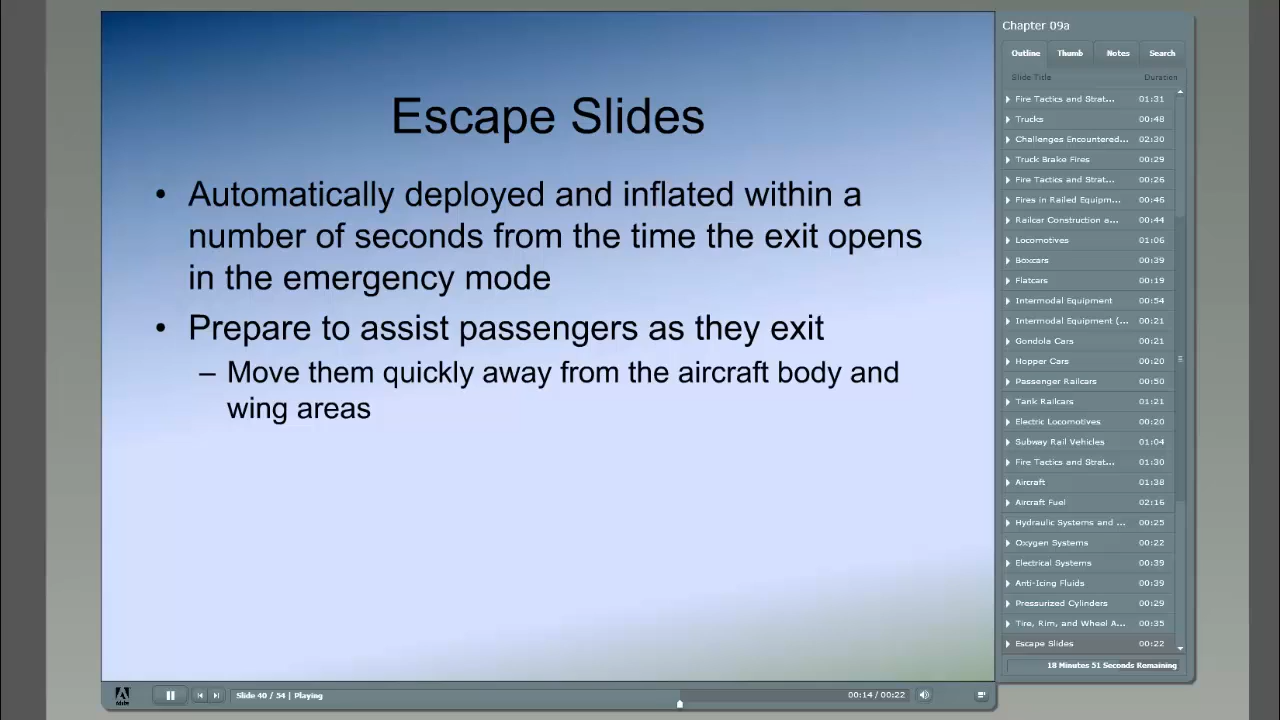 Escape Slides
• Automatically deployed and inflated within a
number of seconds from the time the exit opens
in the emergency mode
• Prepare to assist passengers as they exit
– Move them quickly away from the aircraft body and
wing areas
Chapter 09a
Outline Thumb Notes Search
Slide Title Duration
Fire Tactics and Strat... 01:31
Trucks 00:48
Challenges Encountered... 02:30
Truck Brake Fires 00:29
Fire Tactics and Strat... 00:26
Fires in Railed Equipm... 00:46
Railcar Construction a... 00:44
Locomotives 01:06
Boxcars 00:39
Flatcars 00:19
Intermodal Equipment 00:54
Intermodal Equipment (... 00:21
Gondola Cars 00:21
Hopper Cars 00:20
Passenger Railcars 00:50
Tank Railcars 01:21
Electric Locomotives 00:20
Subway Rail Vehicles 01:04
Fire Tactics and Strat... 01:30
Aircraft 01:38
Aircraft Fuel 02:16
Hydraulic Systems and ... 00:25
Oxygen Systems 00:22
Electrical Systems 00:39
Anti-Icing Fluids 00:39
Pressurized Cylinders 00:29
Tire, Rim, and Wheel A... 00:35
Escape Slides 00:22
18 Minutes 51 Seconds Remaining
Adobe
Slide 40 / 54 | Playing
00:14 / 00:22